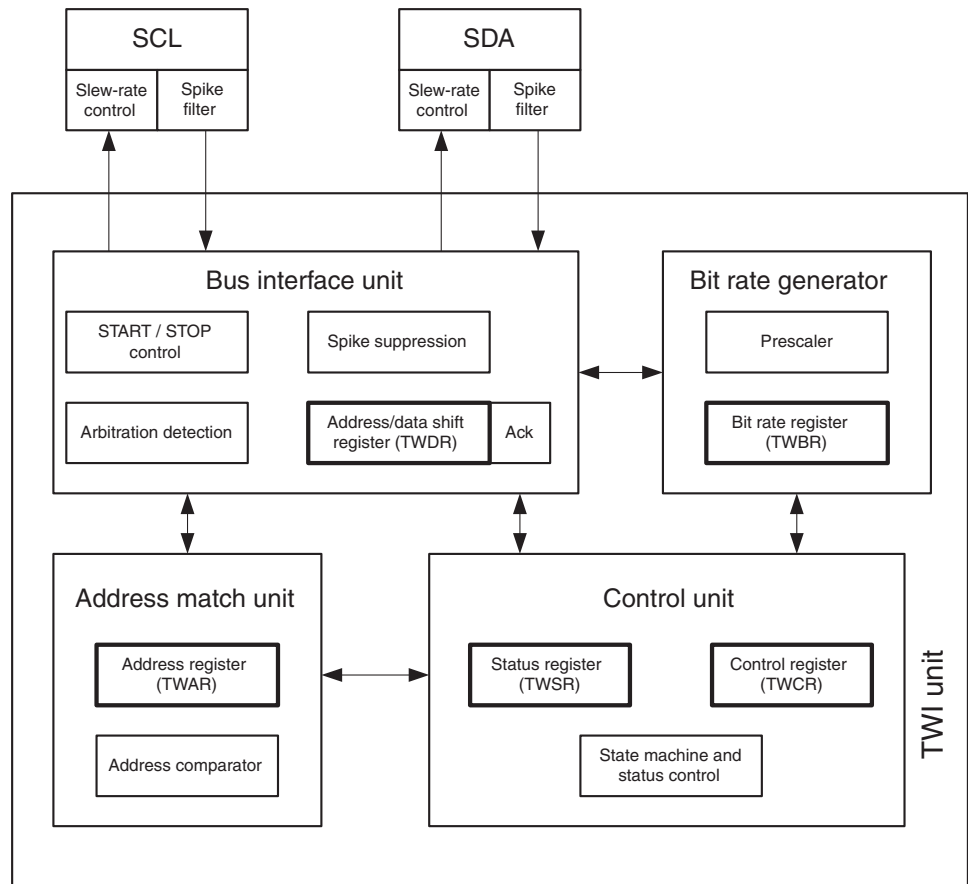 SCL
Slew-rate
control
Spike
filter
SDA
Slew-rate
control
Spike
filter
Bus interface unit
START / STOP
control
Spike suppression
Arbitration detection
Address/data shift
register (TWDR)
Ack
Bit rate generator
Prescaler
Bit rate register
(TWBR)
Address match unit
Address register
(TWAR)
Address comparator
Control unit
Status register
(TWSR)
Control register
(TWCR)
State machine and
status control
TWI unit